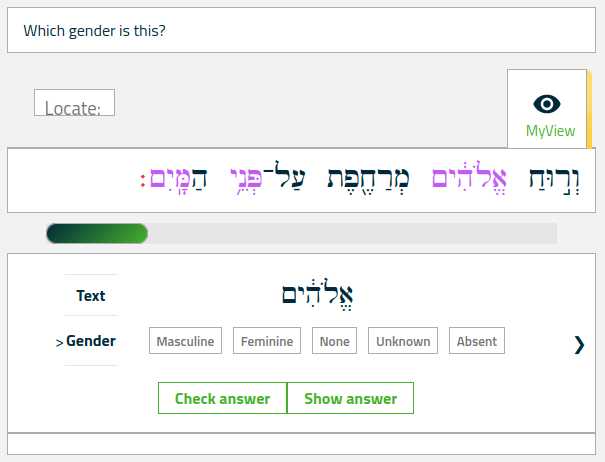 Which gender is this?
Locate:
MyView
וְר֣וּחַ אֱלֹהִ֔ים מְרַחֶ֖פֶת עַל־פְּנֵ֥י הַמָּֽיִם׃
Text
אֱלֹהִ֔ים
> Gender Masculine Feminine None Unknown Absent ❯
Check answer Show answer